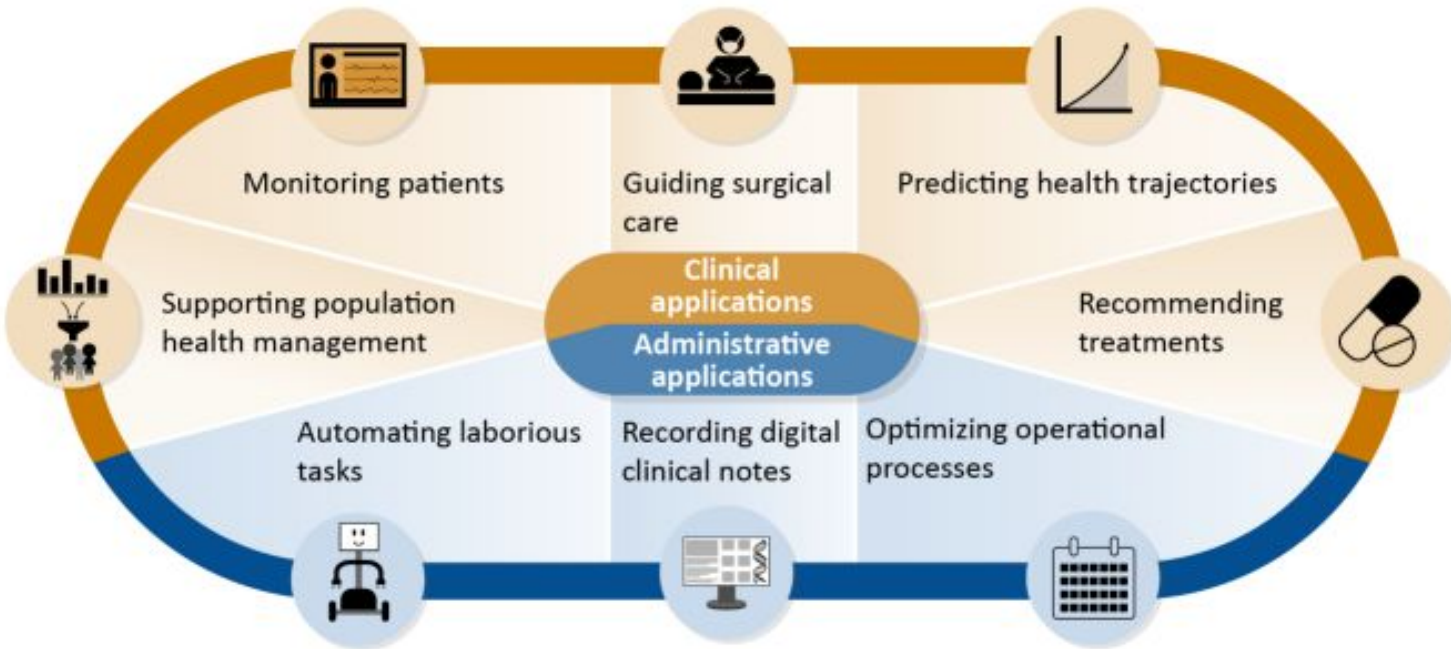 Monitoring patients
Guiding surgical
care
Predicting health trajectories
Supporting population
health management
Clinical
applications
Administrative
applications
Recommending
treatments
Automating laborious
tasks
Recording digital
clinical notes
Optimizing operational
processes